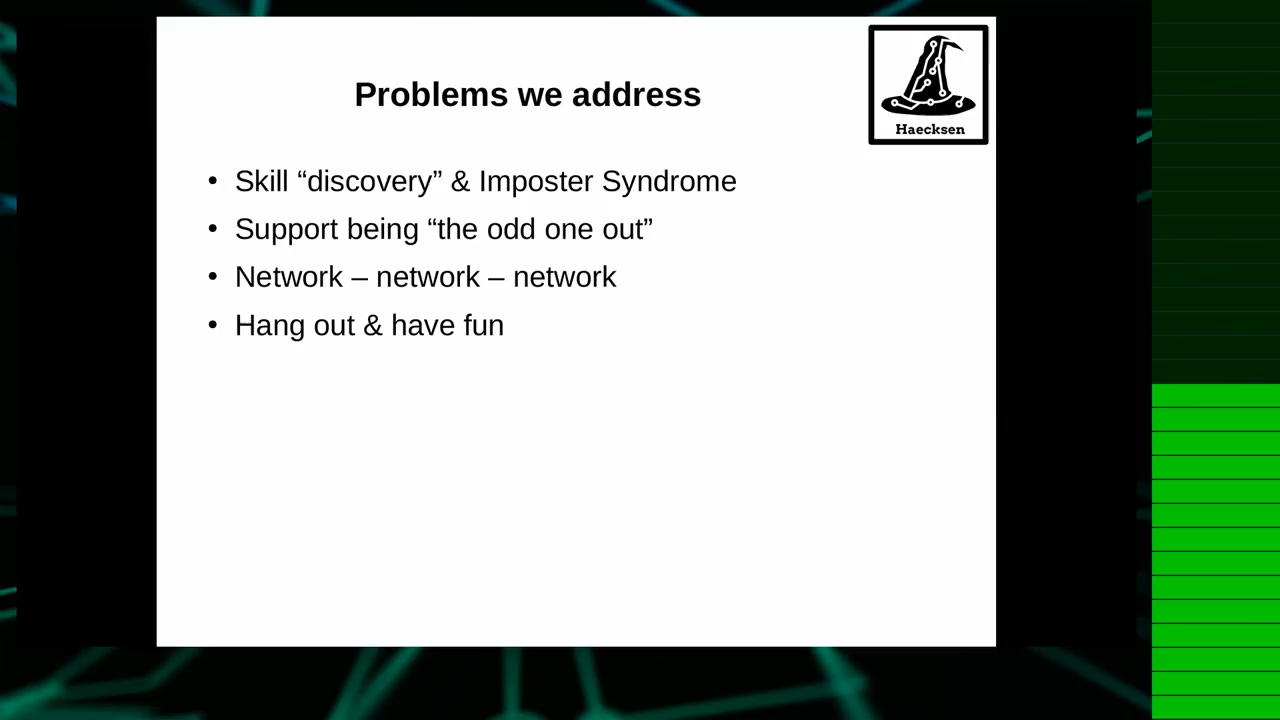 Problems we address
Haecksen
• Skill “discovery” & Imposter Syndrome
• Support being “the odd one out”
• Network – network – network
• Hang out & have fun